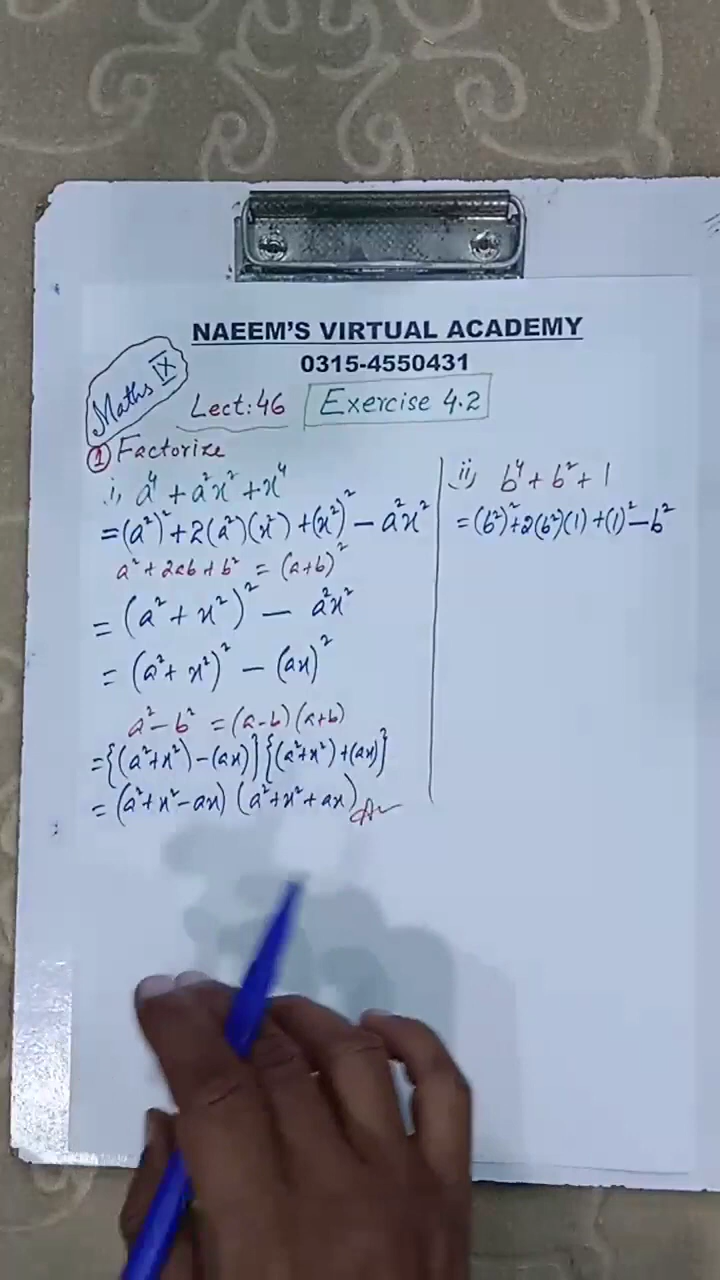 NAEEM'S VIRTUAL ACADEMY
0315-4550431
Maths IX
Lect: 46 Exercise 4.2
① Factorize
i, a⁴ + a²x² + x⁴
= (a²)² + 2(a²)(x²) + (x²)² − a²x²
a² + 2ab + b² = (a+b)²
= (a² + x²)² − a²x²
= (a² + x²)² − (ax)²
a² − b² = (a−b)(a+b)
= {(a²+x²) − (ax)}{(a²+x²) + (ax)}
= (a²+x²−ax) (a²+x²+ax)
ii, b⁴ + b² + 1
= (b²)² + 2(b²)(1) + (1)² − b²